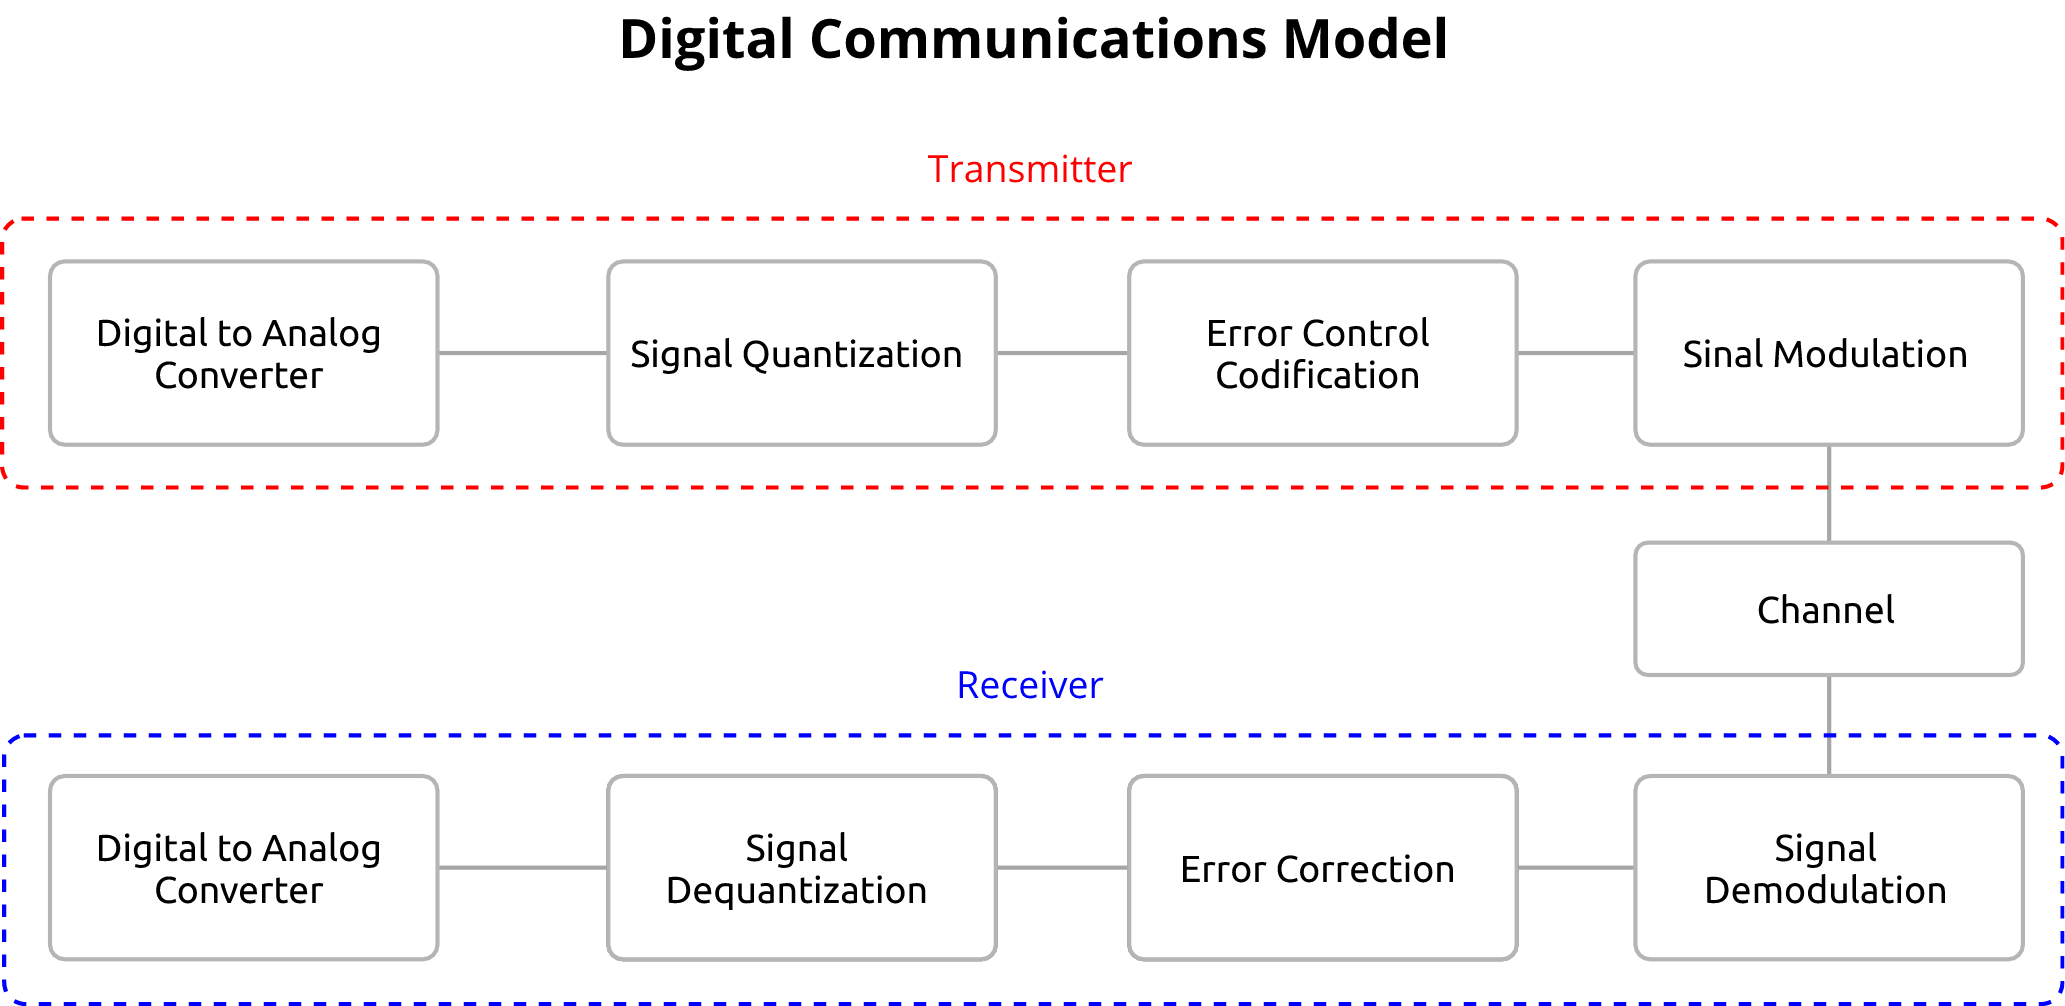 Digital Communications Model
Transmitter
Digital to Analog
Converter
Signal Quantization
Error Control
Codification
Sinal Modulation
Channel
Receiver
Digital to Analog
Converter
Signal
Dequantization
Error Correction
Signal
Demodulation